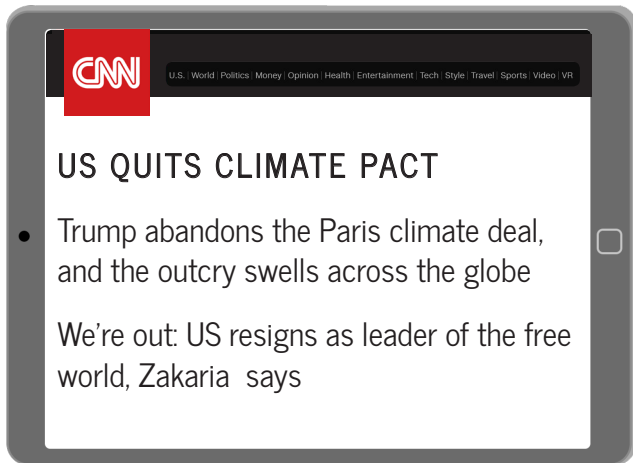 CNN
U.S. | World | Politics | Money | Opinion | Health | Entertainment | Tech | Style | Travel | Sports | Video | VR
US QUITS CLIMATE PACT
Trump abandons the Paris climate deal,
and the outcry swells across the globe
We’re out: US resigns as leader of the free
world, Zakaria  says